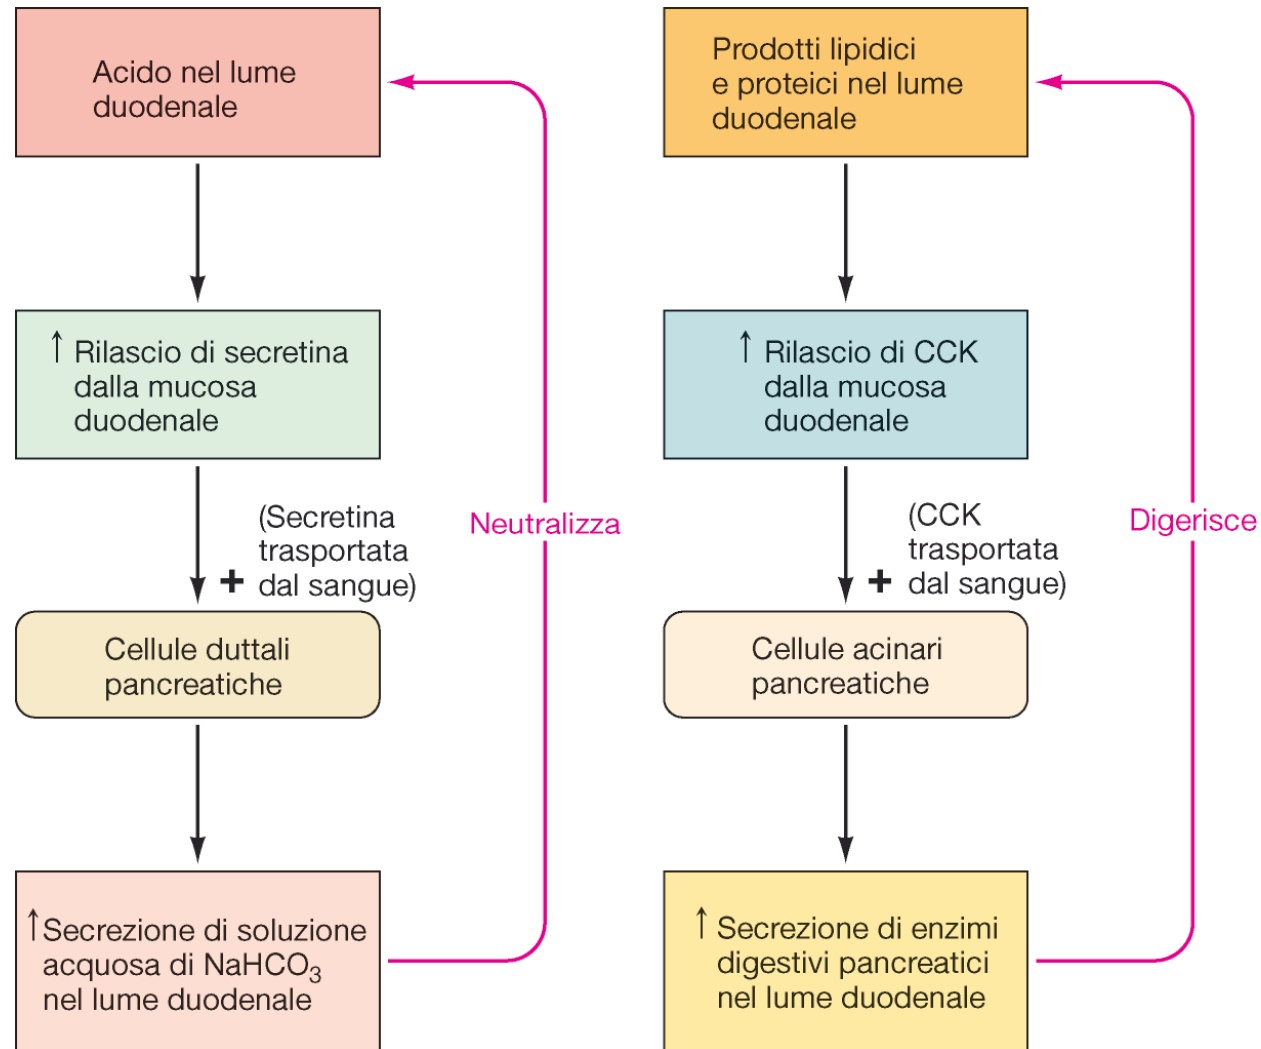 Acido nel lume
duodenale
↑ Rilascio di secretina
dalla mucosa
duodenale
(Secretina
trasportata
+ dal sangue)
Neutralizza
Cellule duttali
pancreatiche
↑ Secrezione di soluzione
acquosa di NaHCO₃
nel lume duodenale
Prodotti lipidici
e proteici nel lume
duodenale
↑ Rilascio di CCK
dalla mucosa
duodenale
(CCK
trasportata
+ dal sangue)
Digerisce
Cellule acinari
pancreatiche
↑ Secrezione di enzimi
digestivi pancreatici
nel lume duodenale